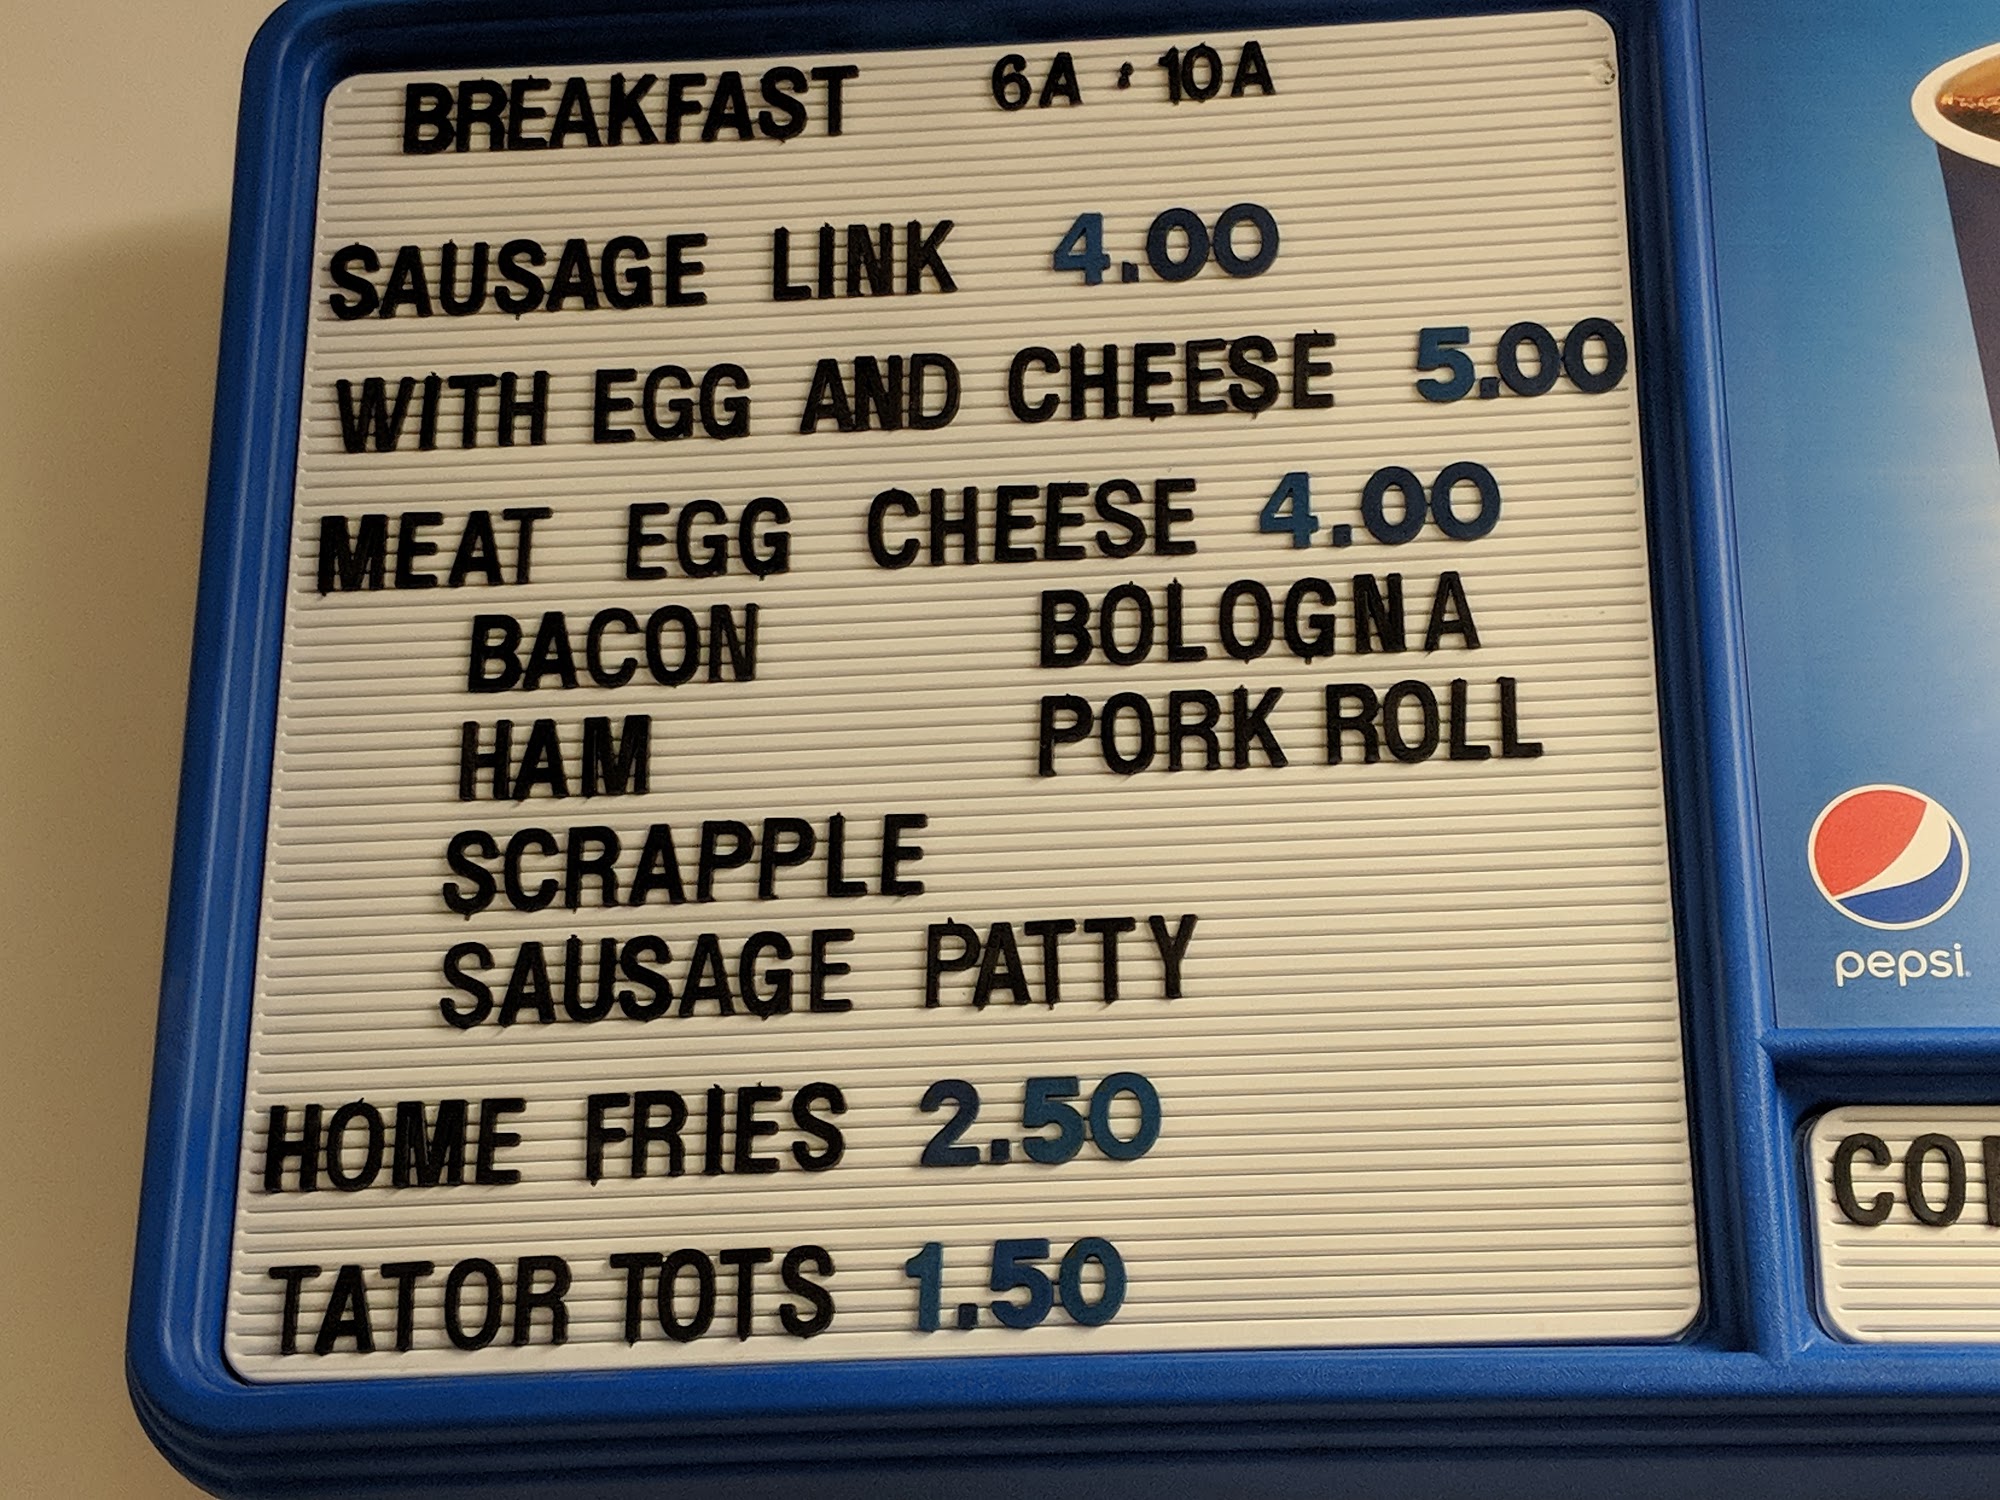 BREAKFAST 6A : 10A
SAUSAGE LINK 4.00
WITH EGG AND CHEESE 5.00
MEAT EGG CHEESE 4.00
BACON BOLOGNA
HAM PORK ROLL
SCRAPPLE
SAUSAGE PATTY
HOME FRIES 2.50
TATOR TOTS 1.50
pepsi